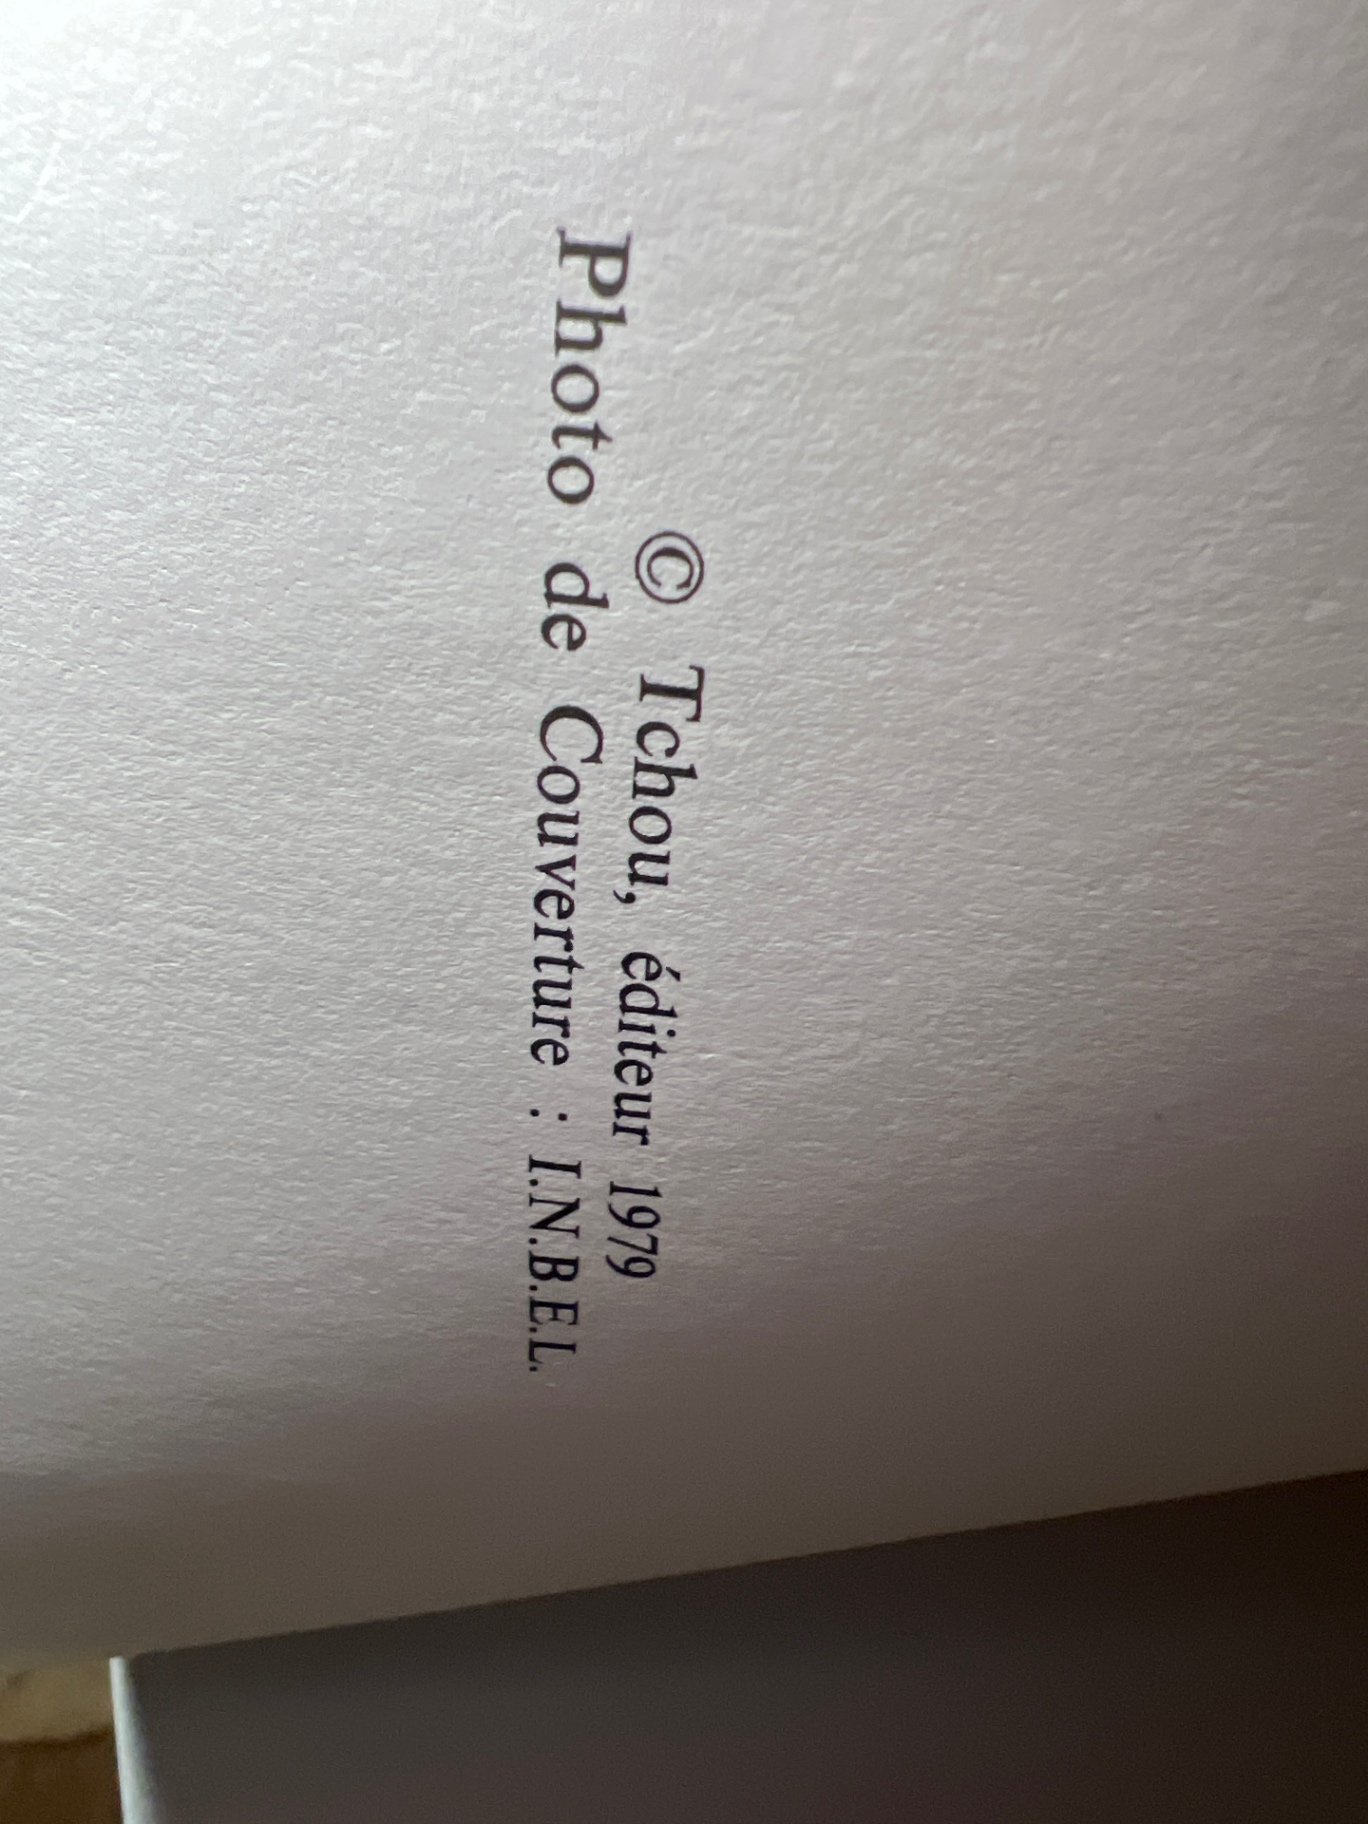 © Tchou, éditeur 1979
Photo de Couverture : I.N.B.E.L.